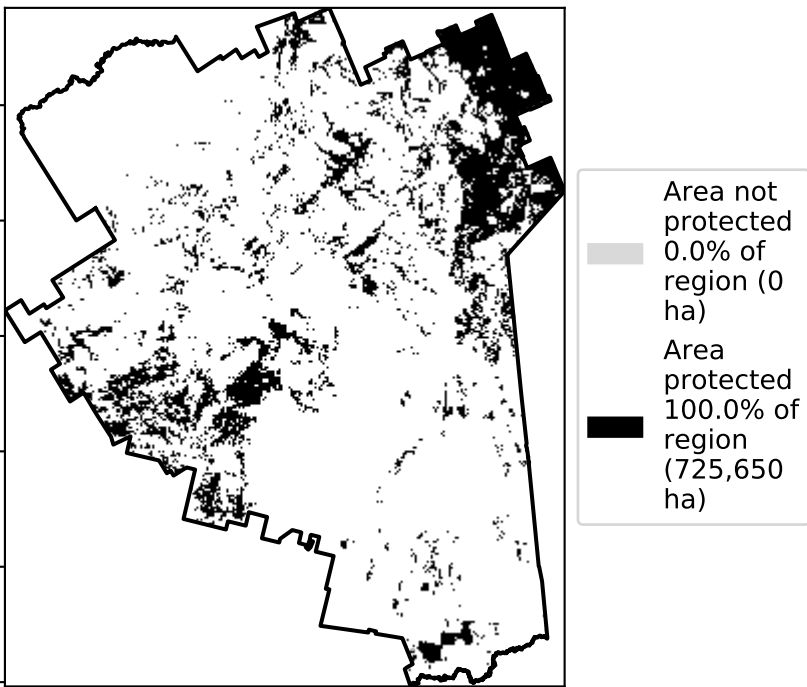 Area not
protected
0.0% of
region (0
ha)
Area
protected
100.0% of
region
(725,650
ha)